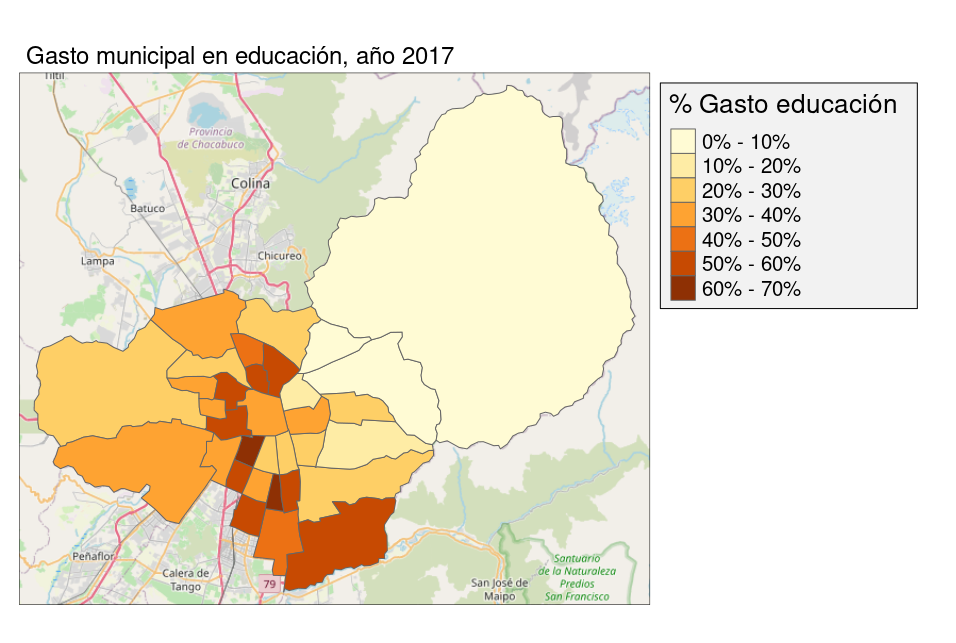 Gasto municipal en educación, año 2017
Tiltil
Provincia
de Chacabuco
Colina
Batuco
Lampa
Chicureo
Peñaflor
Calera de
Tango
79
San José de
Maipo
Santuario
de la Naturaleza
Predios
San Francisco
% Gasto educación
0% - 10%
10% - 20%
20% - 30%
30% - 40%
40% - 50%
50% - 60%
60% - 70%